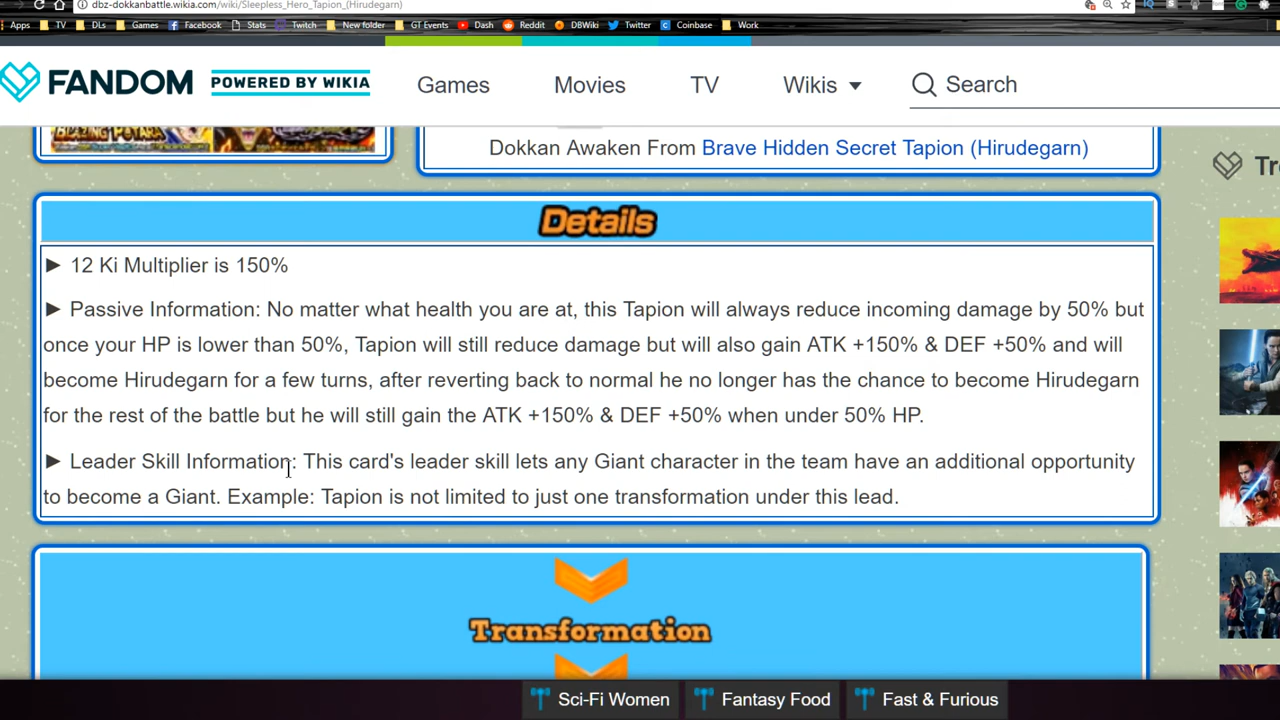 dbz-dokkanbattle.wikia.com/wiki/Sleepless_Hero_Tapion_(Hirudegarn)
Apps TV DLs Games Facebook Stats Twitch New folder GT Events Dash Reddit DBWiki Twitter Coinbase Work
FANDOM POWERED BY WIKIA Games Movies TV Wikis Search
BLAZING POTARA
Dokkan Awaken From Brave Hidden Secret Tapion (Hirudegarn)
Tre
Details
► 12 Ki Multiplier is 150%
► Passive Information: No matter what health you are at, this Tapion will always reduce incoming damage by 50% but
once your HP is lower than 50%, Tapion will still reduce damage but will also gain ATK +150% & DEF +50% and will
become Hirudegarn for a few turns, after reverting back to normal he no longer has the chance to become Hirudegarn
for the rest of the battle but he will still gain the ATK +150% & DEF +50% when under 50% HP.
► Leader Skill Information: This card's leader skill lets any Giant character in the team have an additional opportunity
to become a Giant. Example: Tapion is not limited to just one transformation under this lead.
Transformation
Sci-Fi Women Fantasy Food Fast & Furious